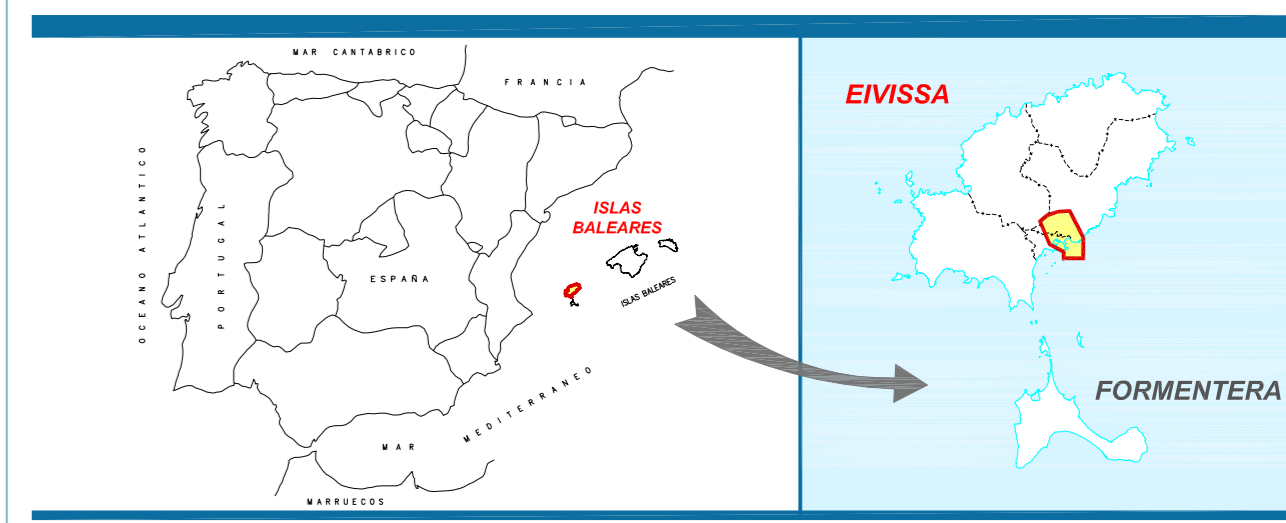 MAR CANTABRICO
FRANCIA
OCEANO ATLANTICO
PORTUGAL
ISLAS
BALEARES
ESPAÑA
ISLAS BALEARES
MAR MEDITERRANEO
MARRUECOS
EIVISSA
FORMENTERA